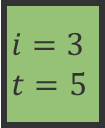 i = 3
t = 5